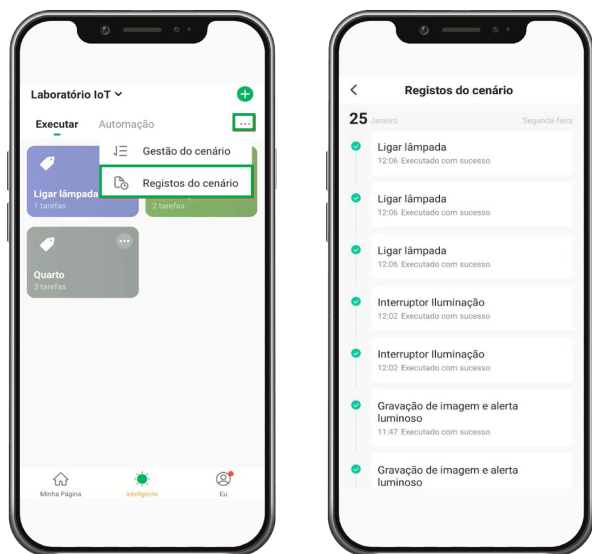 Laboratório IoT
Executar Automação
Gestão do cenário
Registos do cenário
Ligar lâmpada
1 tarefas
2 tarefas
Quarto
3 tarefas
Minha Página
Inteligente
Eu
Registos do cenário
25 Janeiro Segunda-feira
Ligar lâmpada
12:06 Executado com sucesso
Ligar lâmpada
12:06 Executado com sucesso
Ligar lâmpada
12:06 Executado com sucesso
Interruptor Iluminação
12:02 Executado com sucesso
Interruptor Iluminação
12:02 Executado com sucesso
Gravação de imagem e alerta
luminoso
11:47 Executado com sucesso
Gravação de imagem e alerta
luminoso